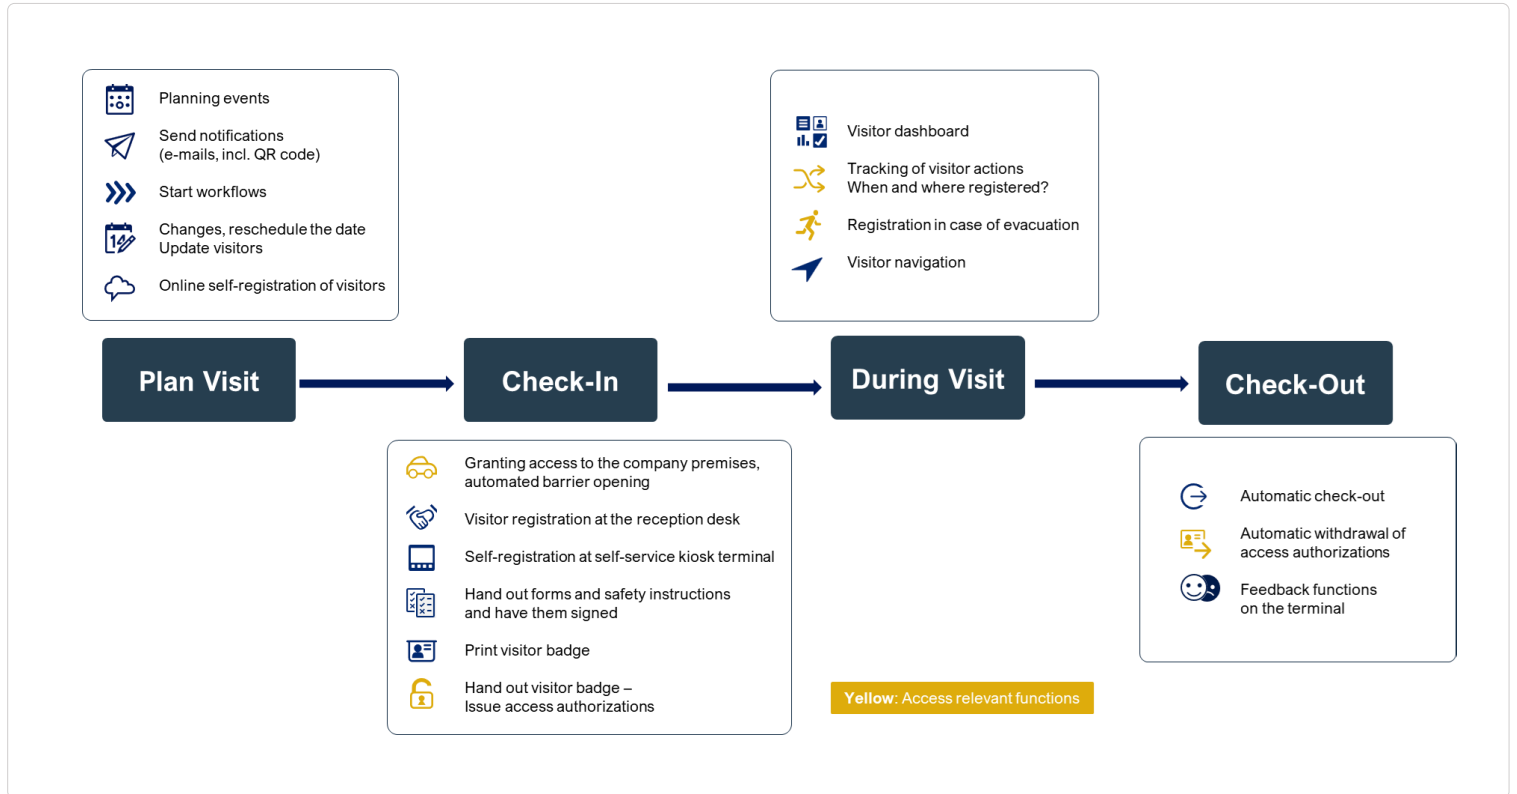 Planning events
Send notifications
(e-mails, incl. QR code)
Start workflows
14
Changes, reschedule the date
Update visitors
Online self-registration of visitors
Visitor dashboard
Tracking of visitor actions
When and where registered?
Registration in case of evacuation
Visitor navigation
Plan Visit
Check-In
During Visit
Check-Out
Granting access to the company premises,
automated barrier opening
Visitor registration at the reception desk
Self-registration at self-service kiosk terminal
Hand out forms and safety instructions
and have them signed
Print visitor badge
Hand out visitor badge –
Issue access authorizations
Automatic check-out
Automatic withdrawal of
access authorizations
Feedback functions
on the terminal
Yellow: Access relevant functions